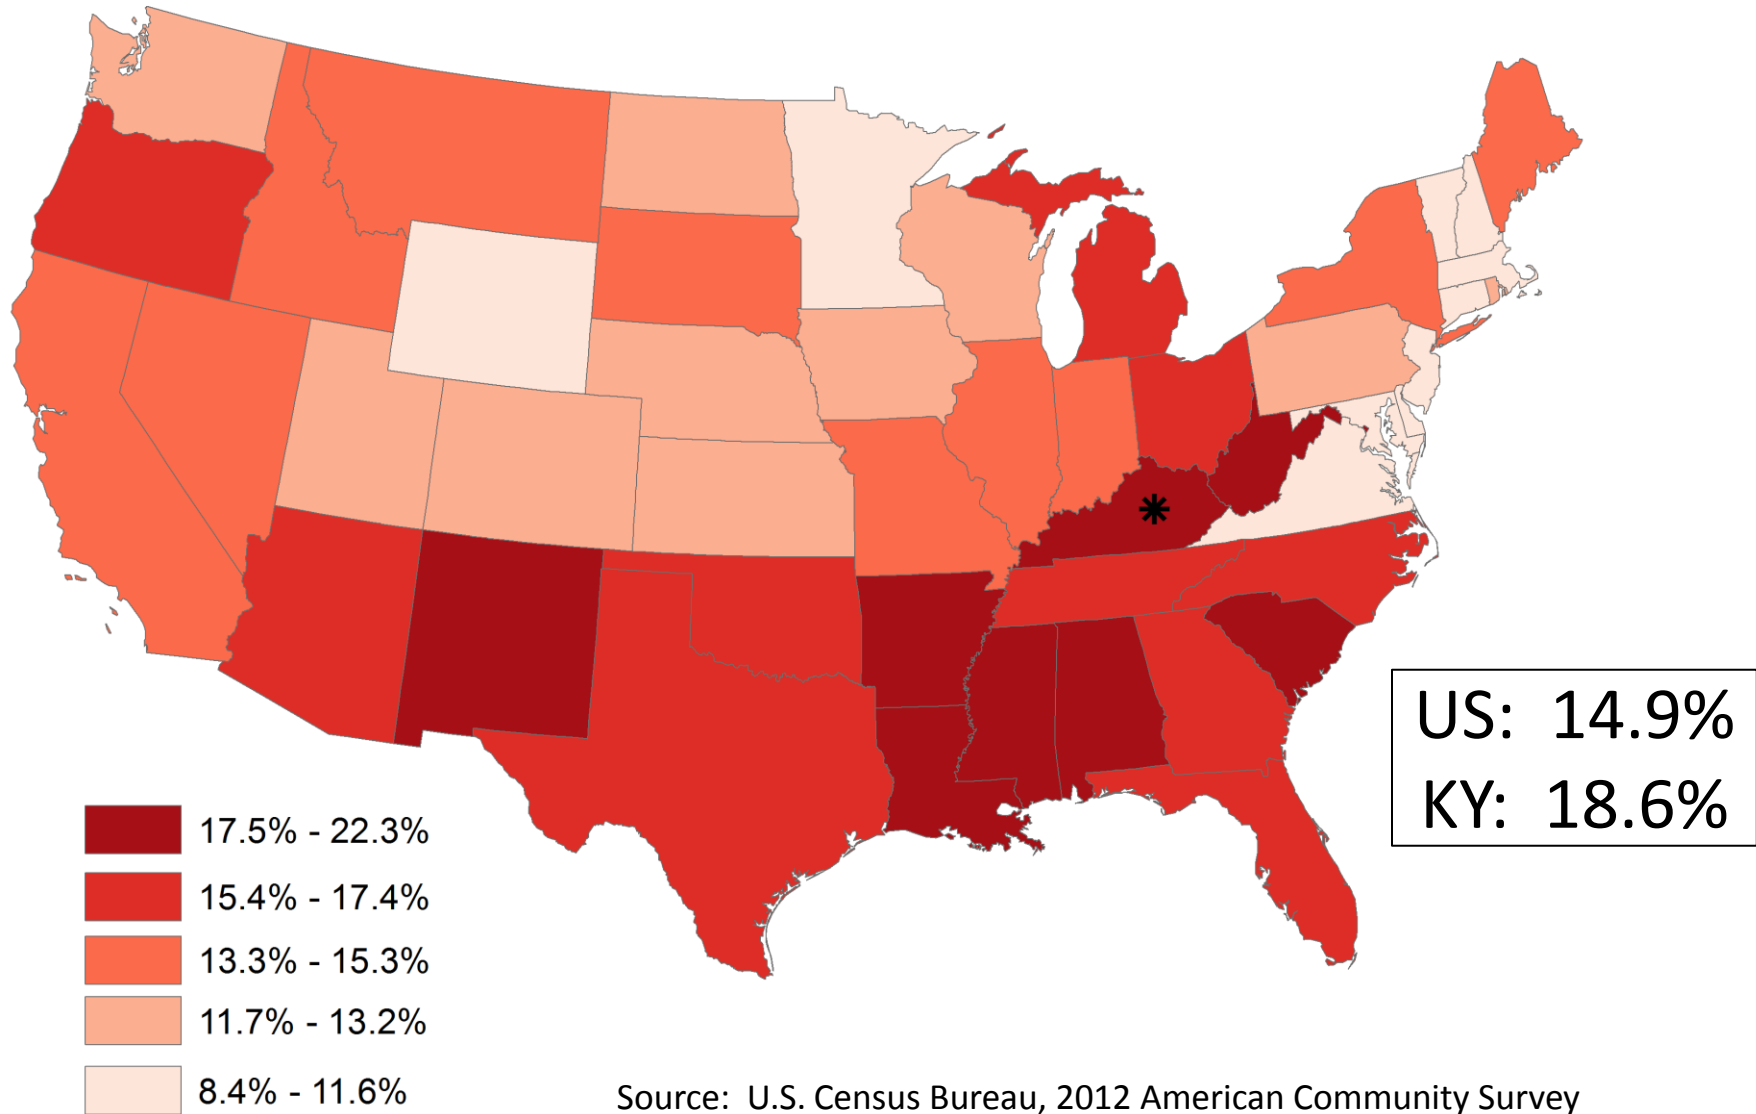 US: 14.9%
KY: 18.6%
17.5% - 22.3%
15.4% - 17.4%
13.3% - 15.3%
11.7% - 13.2%
8.4% - 11.6%
Source: U.S. Census Bureau, 2012 American Community Survey